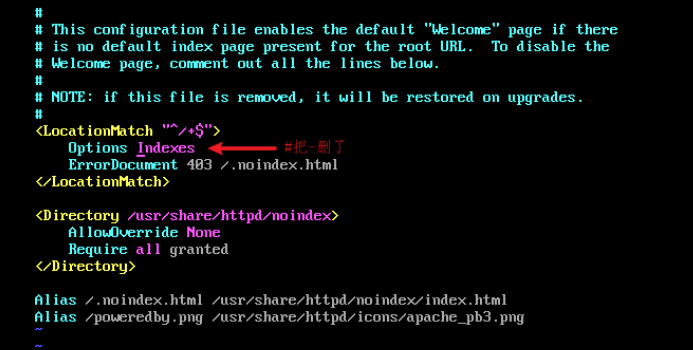 #
# This configuration file enables the default "Welcome" page if there
# is no default index page present for the root URL.  To disable the
# Welcome page, comment out all the lines below.
#
# NOTE: if this file is removed, it will be restored on upgrades.
#
<LocationMatch "^/+$">
    Options Indexes #把-删了
    ErrorDocument 403 /.noindex.html
</LocationMatch>
<Directory /usr/share/httpd/noindex>
    AllowOverride None
    Require all granted
</Directory>
Alias /.noindex.html /usr/share/httpd/noindex/index.html
Alias /poweredby.png /usr/share/httpd/icons/apache_pb3.png
~
~